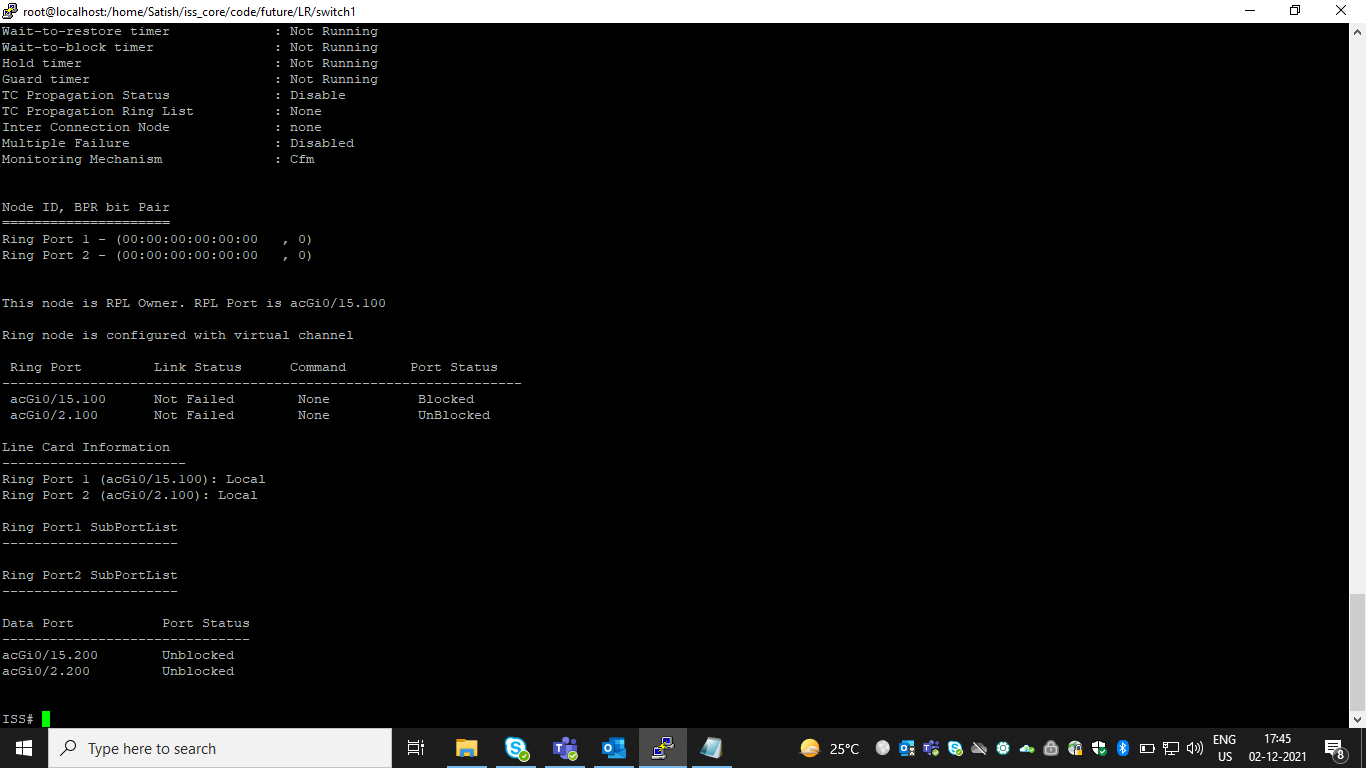 root@localhost:/home/Satish/iss_core/code/future/LR/switch1
Wait-to-restore timer : Not Running
Wait-to-block timer : Not Running
Hold timer : Not Running
Guard timer : Not Running
TC Propagation Status : Disable
TC Propagation Ring List : None
Inter Connection Node : none
Multiple Failure : Disabled
Monitoring Mechanism : Cfm
Node ID, BPR bit Pair
=====================
Ring Port 1 - (00:00:00:00:00:00 , 0)
Ring Port 2 - (00:00:00:00:00:00 , 0)
This node is RPL Owner. RPL Port is acGi0/15.100
Ring node is configured with virtual channel
Ring Port Link Status Command Port Status
-----------------------------------------------------------------
acGi0/15.100 Not Failed None Blocked
acGi0/2.100 Not Failed None UnBlocked
Line Card Information
-----------------------
Ring Port 1 (acGi0/15.100): Local
Ring Port 2 (acGi0/2.100): Local
Ring Port1 SubPortList
----------------------
Ring Port2 SubPortList
----------------------
Data Port Port Status
-------------------------------
acGi0/15.200 Unblocked
acGi0/2.200 Unblocked
ISS#
Type here to search
25°C
ENG
US
17:45
02-12-2021
8